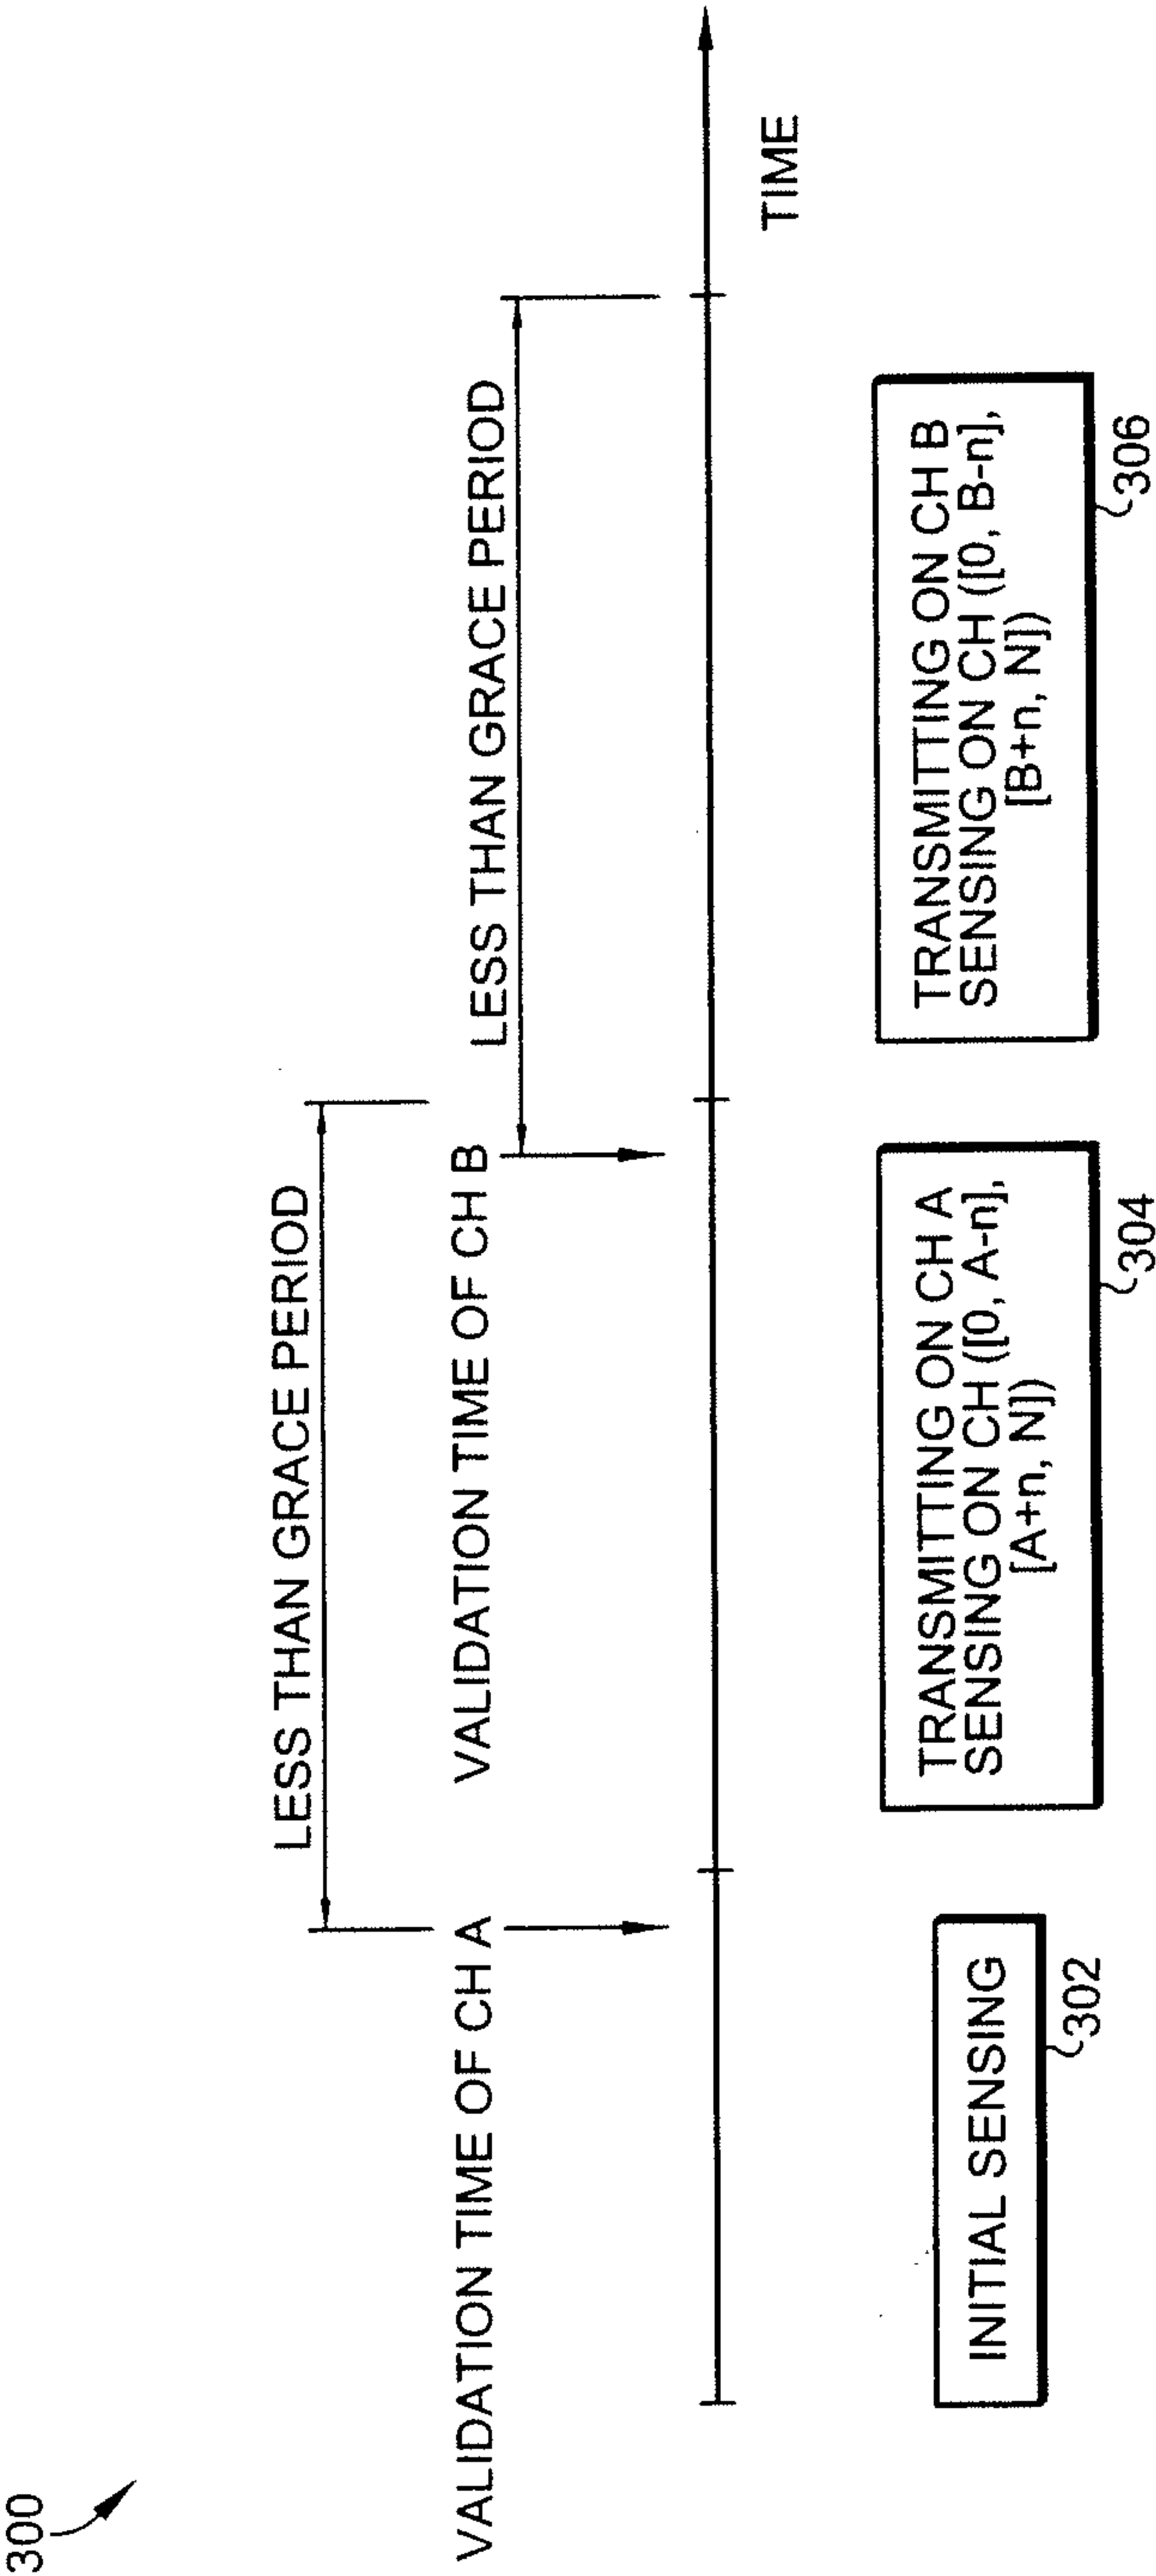 300
LESS THAN GRACE PERIOD
LESS THAN GRACE PERIOD
VALIDATION TIME OF CH A
VALIDATION TIME OF CH B
TIME
INITIAL SENSING
302
TRANSMITTING ON CH A
SENSING ON CH ([0, A-n],
[A+n, N])
304
TRANSMITTING ON CH B
SENSING ON CH ([0, B-n],
[B+n, N])
306